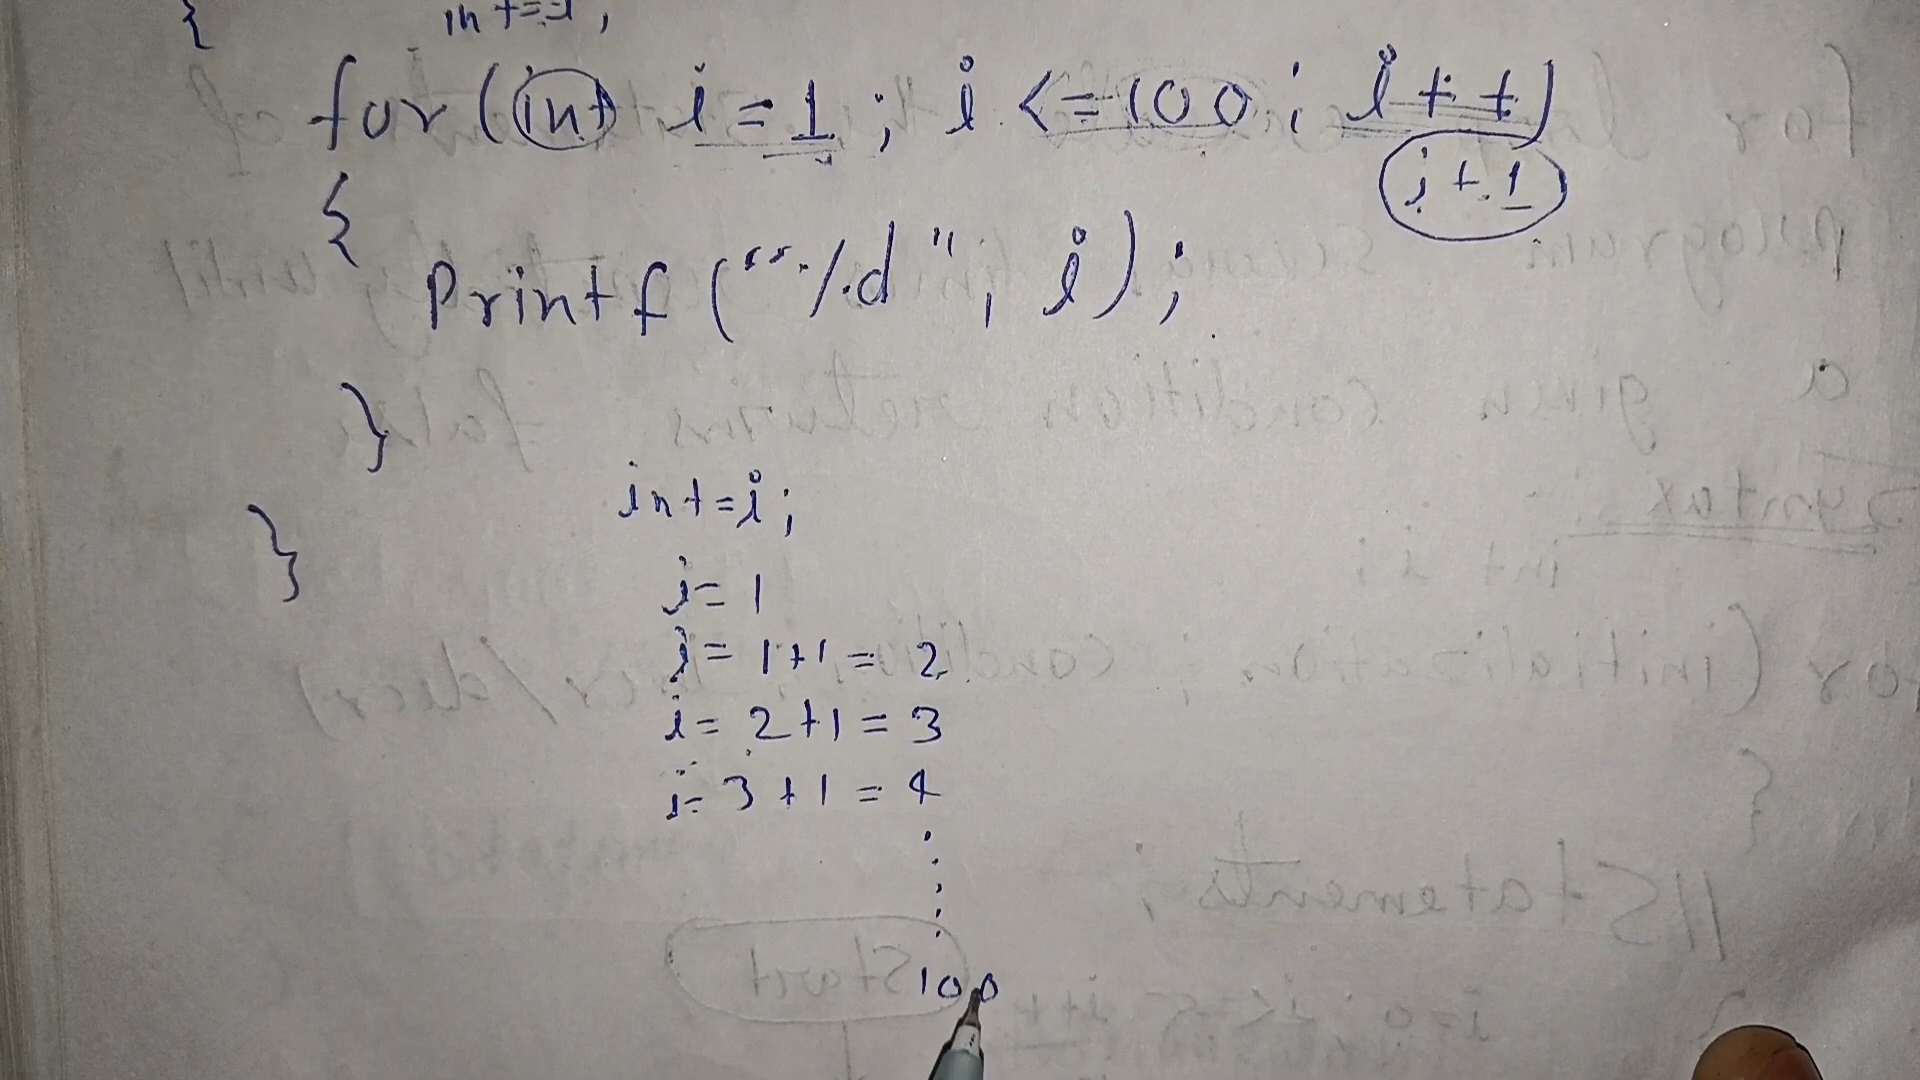 {
int=i;
for (int i=1; i <=100; i++)
i+1
{
Printf ("%d", i);
}
int=i;
}
i= 1
i= 1+1=2
i= 2+1=3
i= 3+1=4
100